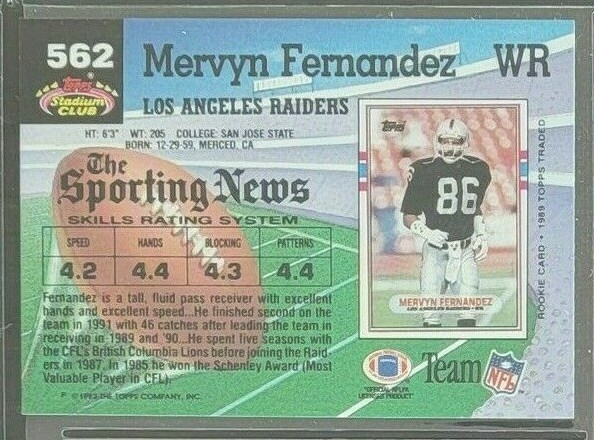 562
Mervyn Fernandez WR
Topps
Stadium
CLUB
LOS ANGELES RAIDERS
HT: 6'3" WT: 205 COLLEGE: SAN JOSE STATE
BORN: 12-29-59, MERCED, CA
The
Sporting News
SKILLS RATING SYSTEM
SPEED HANDS BLOCKING PATTERNS
4.2 4.4 4.3 4.4
Fernandez is a tall, fluid pass receiver with excellent
hands and excellent speed...He finished second on the
team in 1991 with 46 catches after leading the team in
receiving in 1989 and '90...He spent five seasons with
the CFL's British Columbia Lions before joining the Raid-
ers in 1987. In 1985 he won the Schenley Award (Most
Valuable Player in CFL).
P © 1992 THE TOPPS COMPANY, INC.
Topps
86
MERVYN FERNANDEZ
LOS ANGELES RAIDERS • WR
ROOKIE CARD • 1989 TOPPS TRADED
"OFFICIAL NFLPA
LICENSED PRODUCT"
Team NFL